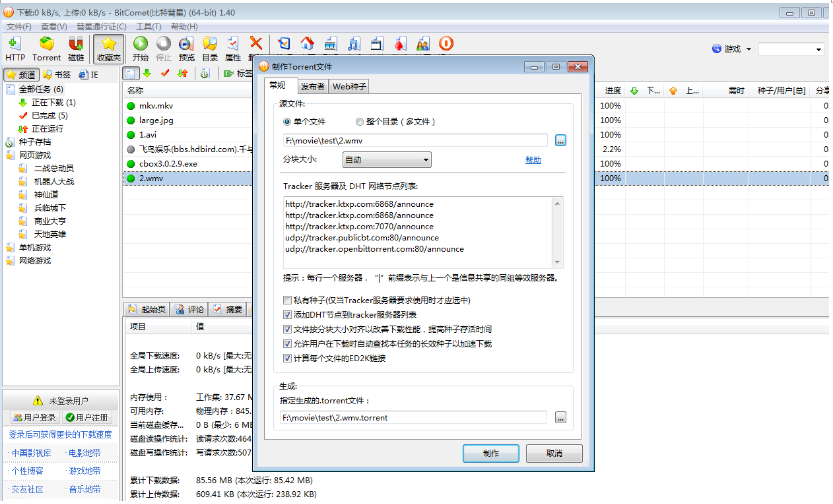 下载:0 kB/s, 上传:0 kB/s - BitComet(比特彗星) (64-bit) 1.40
文件(F) 查看(V) 彗星通行证(C) 工具(T) 帮助(H)
HTTP Torrent 磁链 收藏夹 开始 停止 预览 目录 属性 删除 游戏
频道 书签 IE
标签
全部任务 (6)
正在下载 (1)
已完成 (5)
正在运行
种子存档
网页游戏
二战总动员
机器人大战
神仙道
兵临城下
商业大亨
天地英雄
单机游戏
网络游戏
未登录用户
用户登录 用户注册
登录后可获得更快的下载速度
·中国影视库 ·电影地带
·个性博客 ·游戏地带
·交友社区 ·音乐地带
名称
mkv.mkv
large.jpg
1.avi
飞鸟娱乐(bbs.hdbird.com).千与
cbox3.0.2.9.exe
2.wmv
进度 下... 上... 需时 种子/用户[总] 分享
100% 0.
100% 0.
2.2% 0.
100% 0.
100% 0.
起始页 评论 摘要
项目 值
全局下载速度: 0 kB/s [最大:无
全局上传速度: 0 kB/s [最大:无
内存使用: 工作集: 37.67 M
可用内存: 物理内存: 845.
当前磁盘缓存... 0 B (最少: 6 ME
磁盘读操作统计: 读请求次数:464
磁盘写操作统计: 写请求次数:507
累计下载数据: 85.56 MB (本次运行: 85.42 MB)
累计上传数据: 609.41 KB (本次运行: 238.92 KB)
制作Torrent文件
常规 发布者 Web种子
源文件:
单个文件 整个目录（多文件）
F:\movie\test\2.wmv
...
分块大小: 自动 帮助
Tracker 服务器及 DHT 网络节点列表:
http://tracker.ktxp.com:6868/announce
http://tracker.ktxp.com:6868/announce
http://tracker.ktxp.com:7070/announce
udp://tracker.publicbt.com:80/announce
udp://tracker.openbittorrent.com:80/announce
提示：每行一个服务器， "|" 前缀表示与上一个是信息共享的同组等效服务器。
私有种子(仅当Tracker服务器要求使用时才应选中)
添加DHT节点到tracker服务器列表
文件按分块大小对齐以改善下载性能，提高种子存活时间
允许用户在下载时自动查找本任务的长效种子以加速下载
计算每个文件的ED2K链接
生成:
指定生成的.torrent文件：
F:\movie\test\2.wmv.torrent
...
制作 取消